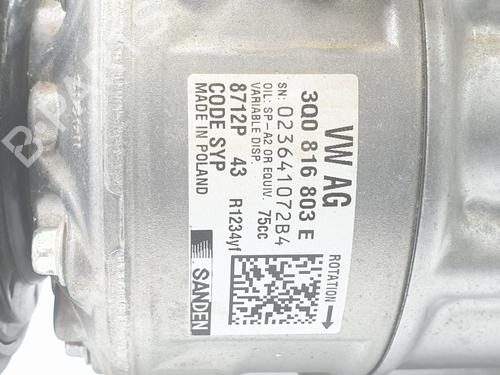 VW AG
3Q0 816 803 E
SN: 023641072B4
OIL: SP-A2 OR EQUIV. 75cc
VARIABLE DISP.
8712P 43 R1234yf
CODE SYP
MADE IN POLAND
ROTATION
SANDEN